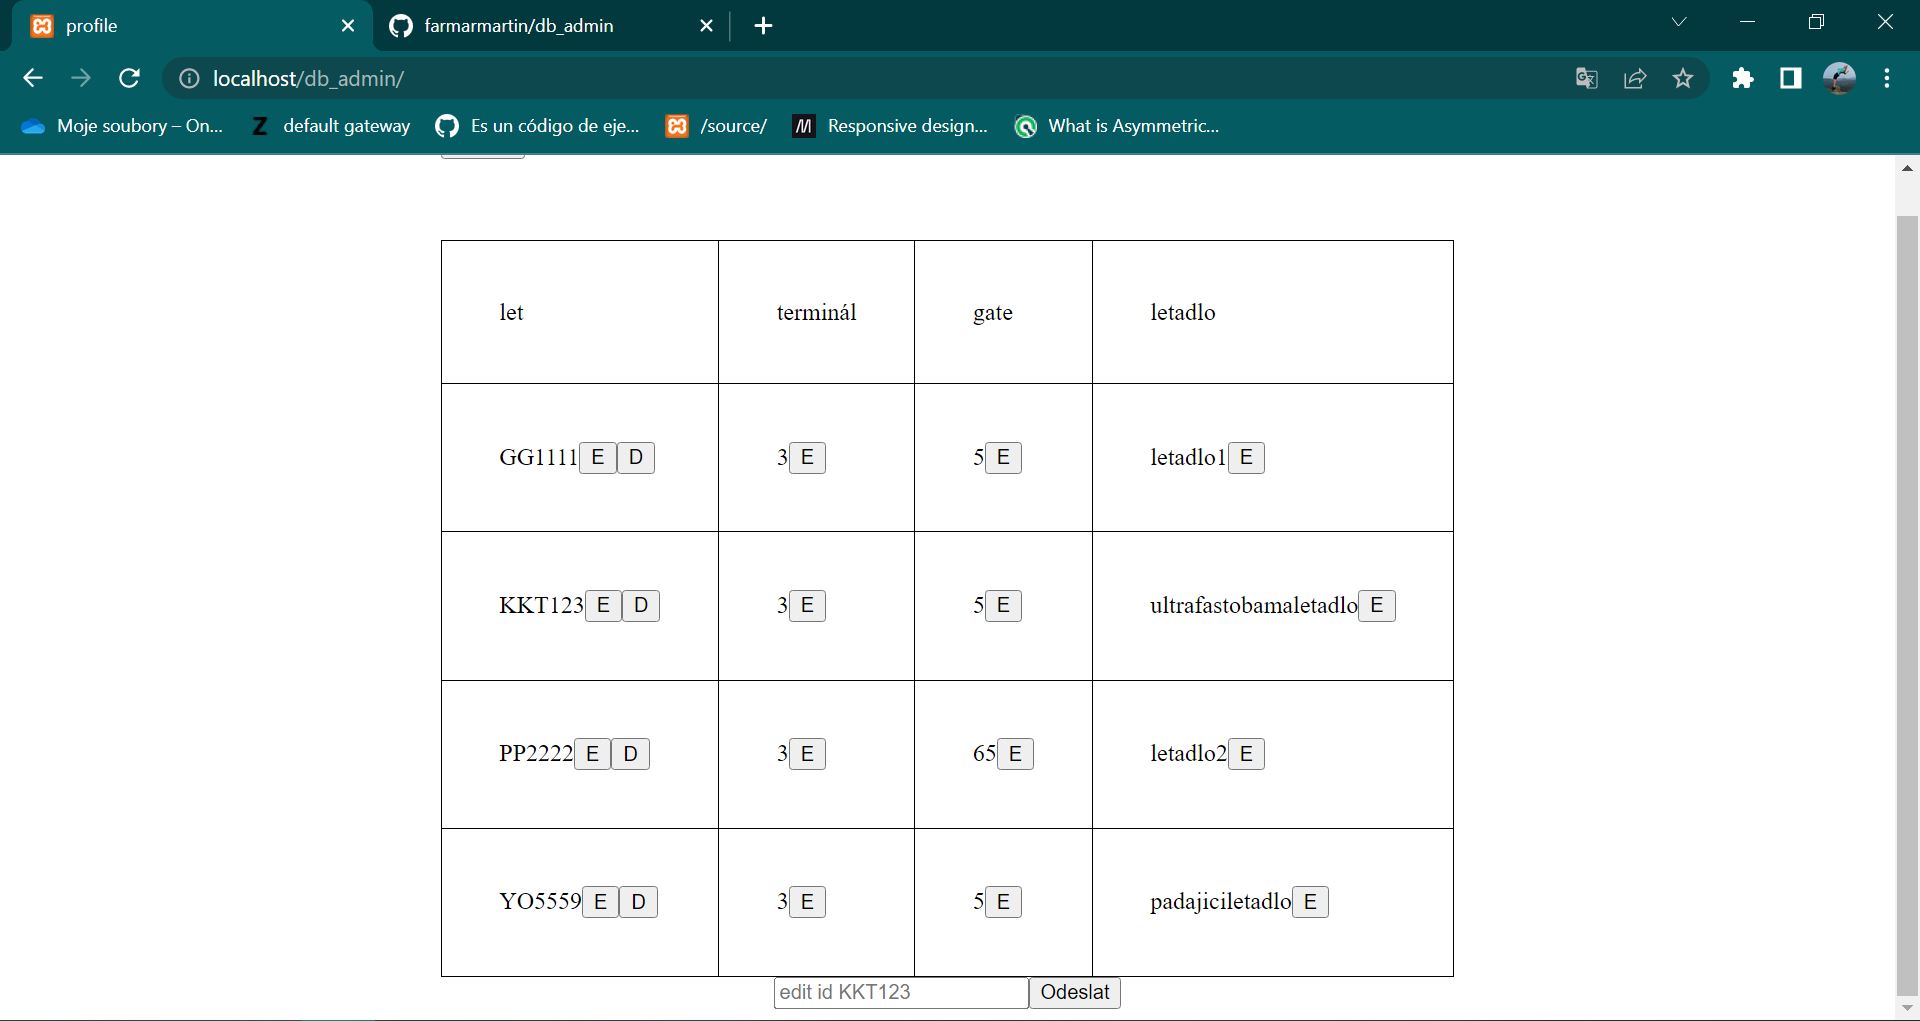 profile farmarmartin/db_admin
localhost/db_admin/
Moje soubory – On... default gateway Es un código de eje... /source/ Responsive design... What is Asymmetric...
let terminál gate letadlo
GG1111 E D 3 E 5 E letadlo1 E
KKT123 E D 3 E 5 E ultrafastobamaletadlo E
PP2222 E D 3 E 65 E letadlo2 E
YO5559 E D 3 E 5 E padajiciletadlo E
edit id KKT123 Odeslat